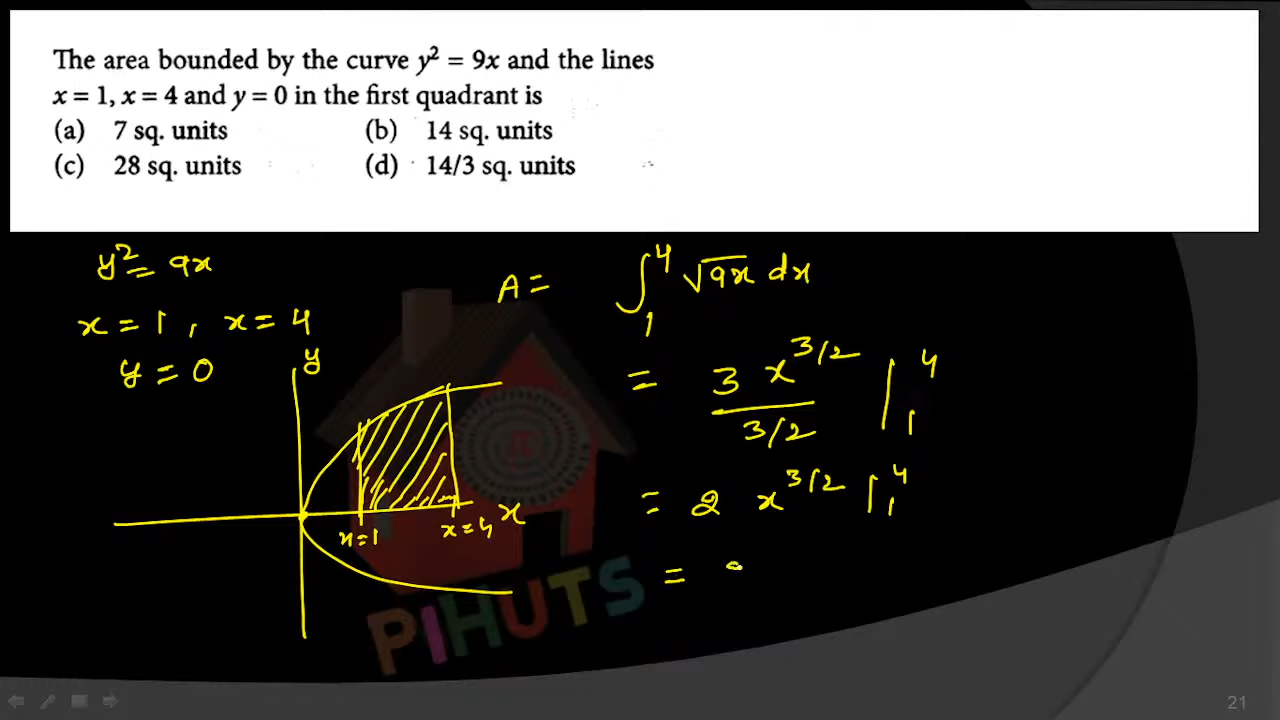 The area bounded by the curve y² = 9x and the lines
x = 1, x = 4 and y = 0 in the first quadrant is
(a) 7 sq. units (b) 14 sq. units
(c) 28 sq. units (d) 14/3 sq. units
y² = 9x
x = 1, x = 4
y = 0
y
x
x=1
x=4
A = ∫₁⁴ √9x dx
= 3 x^3/2 / 3/2 |₁⁴
= 2 x^3/2 |₁⁴
=
PIHUTS
21